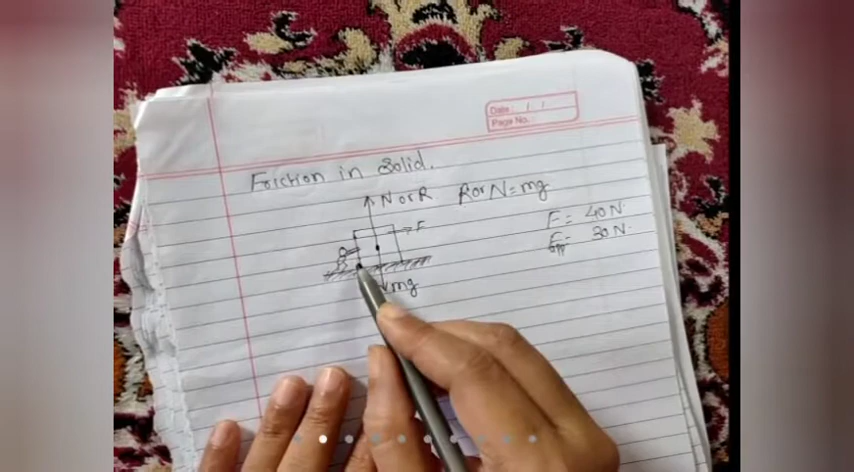 Date: / /
Page No.:
Friction in Solid.
N or R
R or N = mg
F
F = 40 N
30 N.
mg